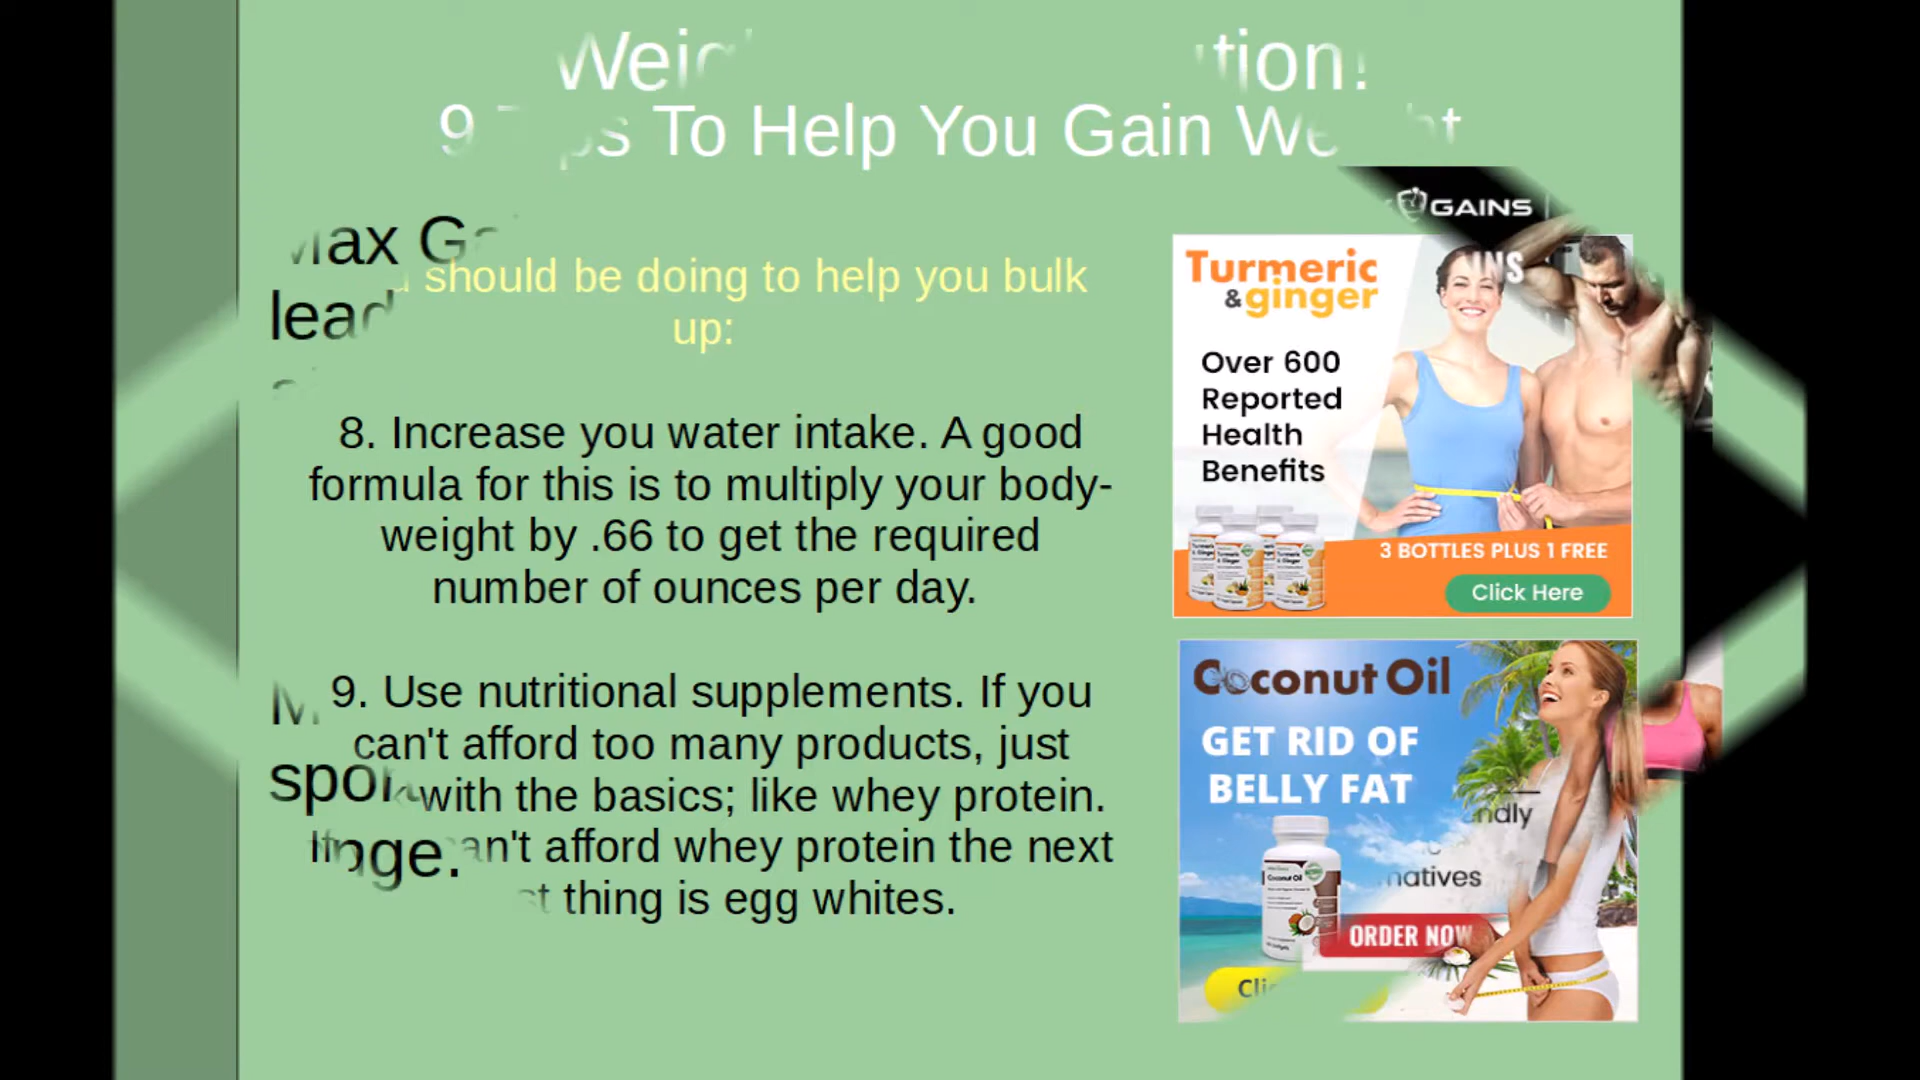 9 To Help You Gain
should be doing to help you bulk
up:
8. Increase you water intake. A good
formula for this is to multiply your body-
weight by .66 to get the required
number of ounces per day.
9. Use nutritional supplements. If you
can't afford too many products, just
with the basics; like whey protein.
can't afford whey protein the next
thing is egg whites.
GAINS
Turmeric
&ginger
Over 600
Reported
Health
Benefits
3 BOTTLES PLUS 1 FREE
Click Here
Coconut Oil
GET RID OF
BELLY FAT
ORDER NOW